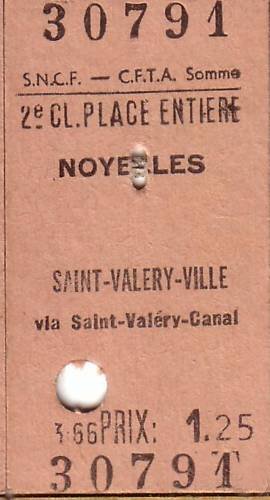 30791
S.N.C.F. — C.F.T.A. Somme
2e CL. PLACE ENTIERE
NOYELLES
SAINT-VALERY-VILLE
via Saint-Valéry-Canal
3.66 PRIX: 1.25
30791